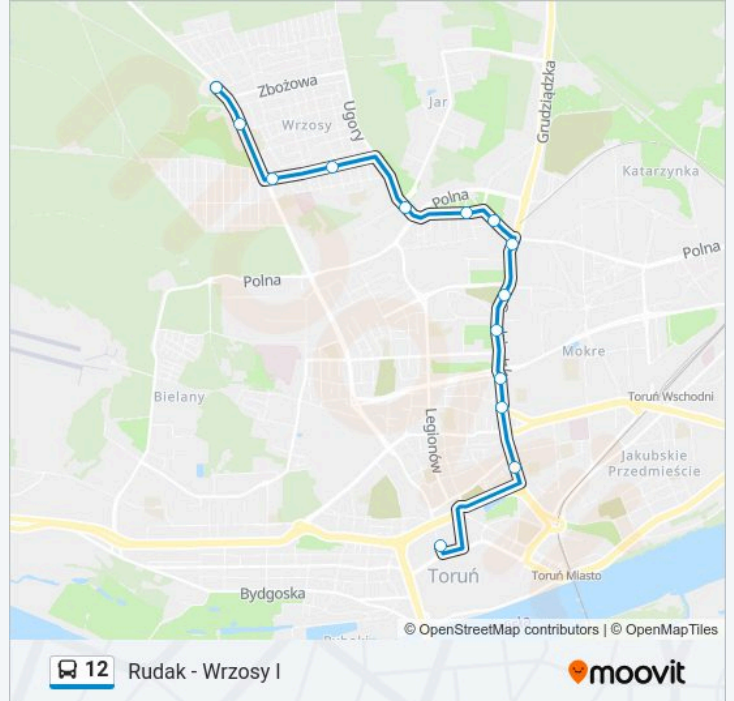 Zbożowa
Wrzosy
Ugory
Jar
Grudziądzka
Katarzynka
Polna
Polna
Polna
Mokre
Bielany
Toruń Wschodni
Legionów
Jakubskie
Przedmieście
Toruń
Toruń Miasto
Bydgoska
© OpenStreetMap contributors | © OpenMapTiles
12 Rudak - Wrzosy I
moovit